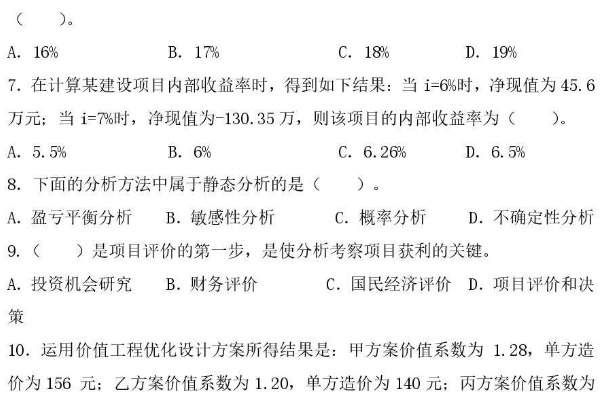 （　　）。
A. 16%　　B. 17%　　C. 18%　　D. 19%
7. 在计算某建设项目内部收益率时，得到如下结果：当 i=6%时，净现值为 45.6
万元；当 i=7%时，净现值为-130.35 万，则该项目的内部收益率为（　　）。
A. 5.5%　　B. 6%　　C. 6.26%　　D. 6.5%
8. 下面的分析方法中属于静态分析的是（　　）。
A. 盈亏平衡分析　　B. 敏感性分析　　C. 概率分析　　D. 不确定性分析
9.（　　）是项目评价的第一步，是使分析考察项目获利的关键。
A. 投资机会研究　　B. 财务评价　　C. 国民经济评价　D. 项目评价和决
策
10. 运用价值工程优化设计方案所得结果是：甲方案价值系数为 1.28，单方造
价为 156 元；乙方案价值系数为 1.20，单方造价为 140 元；丙方案价值系数为